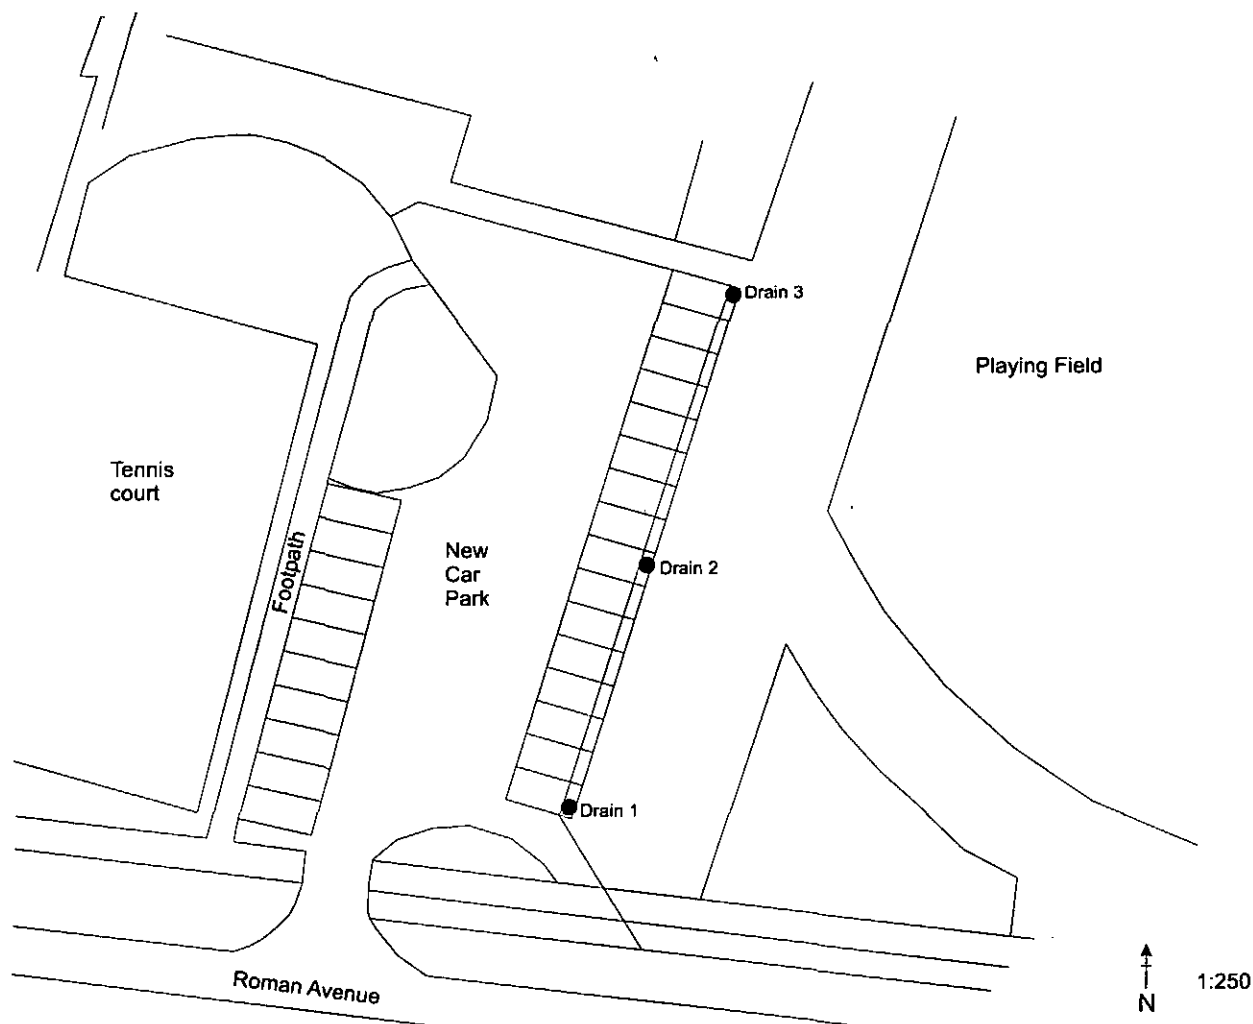 Drain 3
Playing Field
Tennis
court
Footpath
New
Car
Park
Drain 2
Drain 1
Roman Avenue
N
1:250